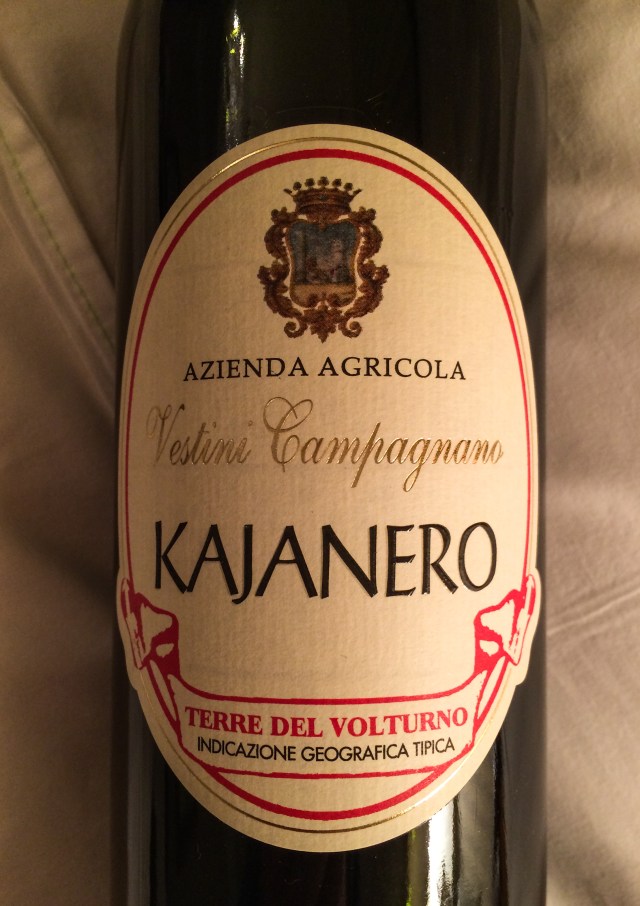 AZIENDA AGRICOLA
Vestini Campagnano
KAJANERO
TERRE DEL VOLTURNO
INDICAZIONE GEOGRAFICA TIPICA